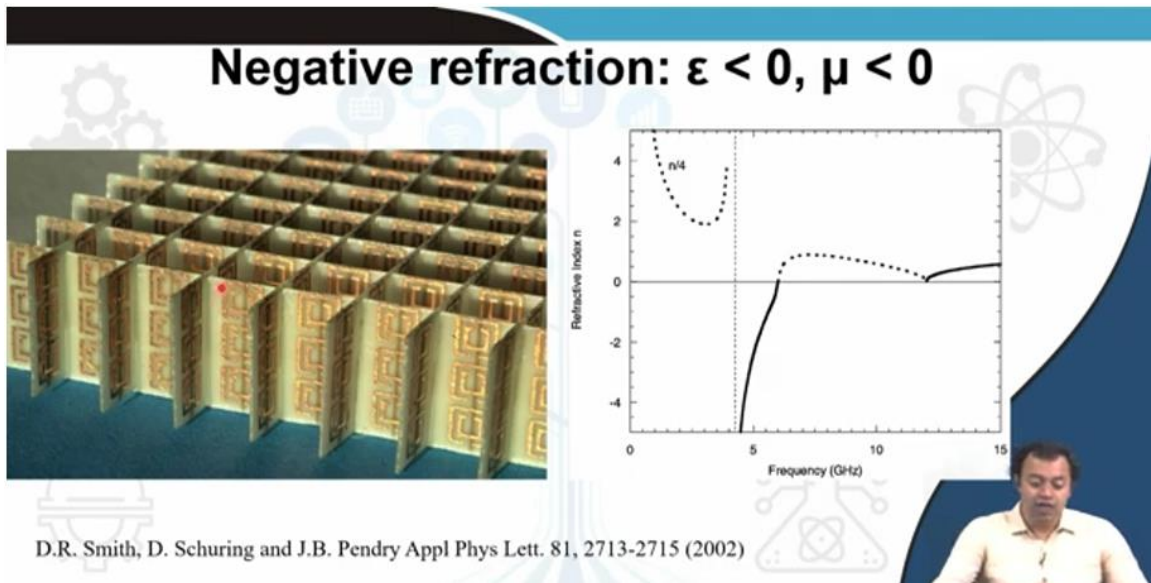 Negative refraction: ε < 0, μ < 0
n/4
Refractive Index n
4
2
0
-2
-4
0
5
10
15
Frequency (GHz)
D.R. Smith, D. Schuring and J.B. Pendry Appl Phys Lett. 81, 2713-2715 (2002)